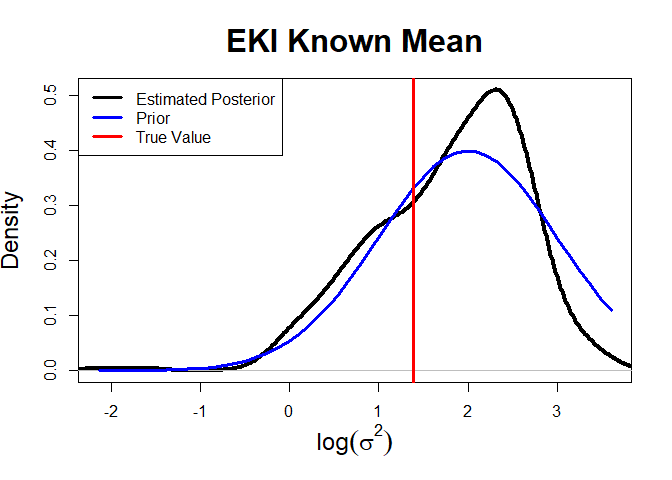 EKI Known Mean
Estimated Posterior
Prior
True Value
Density
0.0
0.1
0.2
0.3
0.4
0.5
-2 -1 0 1 2 3
log(σ²)